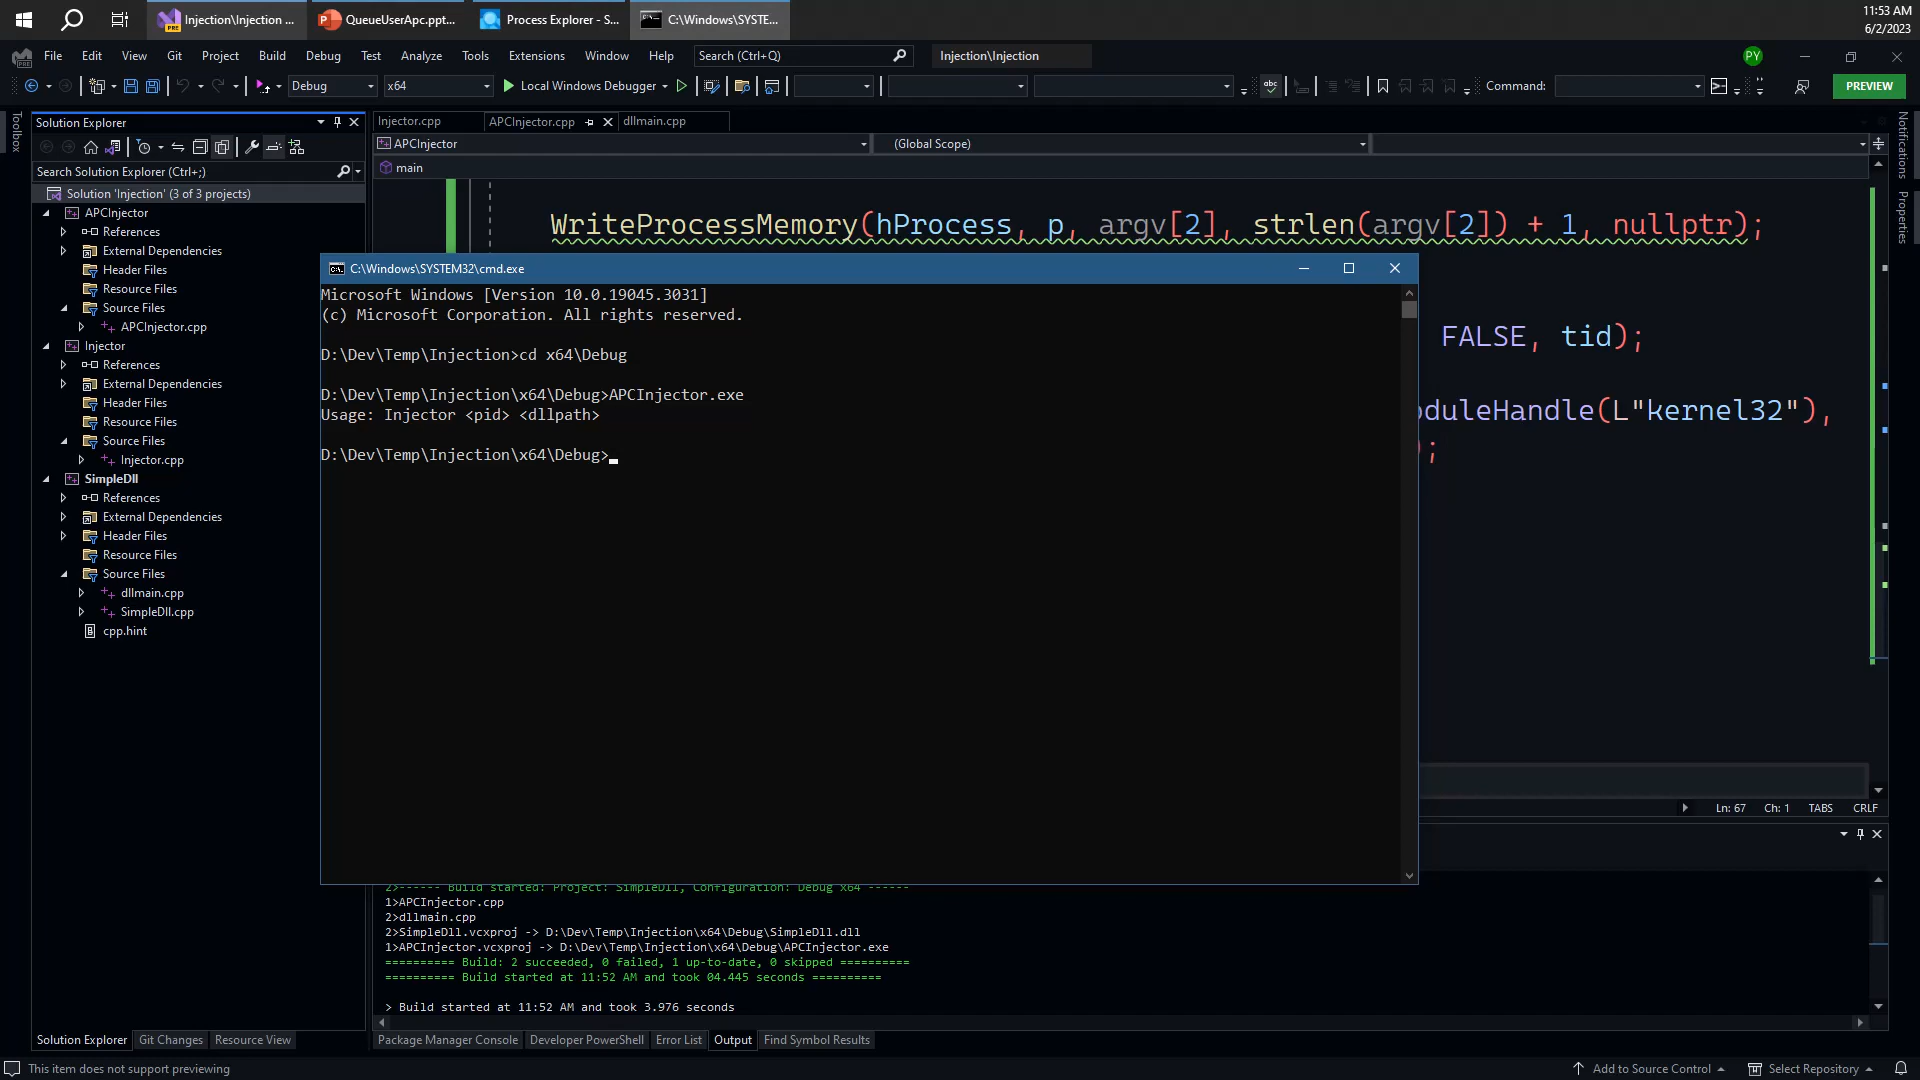 Injection\Injection ...
QueueUserApc.ppt...
Process Explorer - S...
C:\Windows\SYSTE...
11:53 AM
6/2/2023
File Edit View Git Project Build Debug Test Analyze Tools Extensions Window Help
Search (Ctrl+Q)
Injection\Injection
PY
Debug
x64
Local Windows Debugger
Command:
PREVIEW
Toolbox
Solution Explorer
Search Solution Explorer (Ctrl+;)
Solution 'Injection' (3 of 3 projects)
APCInjector
References
External Dependencies
Header Files
Resource Files
Source Files
APCInjector.cpp
Injector
References
External Dependencies
Header Files
Resource Files
Source Files
Injector.cpp
SimpleDll
References
External Dependencies
Header Files
Resource Files
Source Files
dllmain.cpp
SimpleDll.cpp
cpp.hint
Injector.cpp
APCInjector.cpp
dllmain.cpp
APCInjector
(Global Scope)
main
WriteProcessMemory(hProcess, p, argv[2], strlen(argv[2]) + 1, nullptr);
FALSE, tid);
oduleHandle(L"kernel32"),
);
C:\Windows\SYSTEM32\cmd.exe
Microsoft Windows [Version 10.0.19045.3031]
(c) Microsoft Corporation. All rights reserved.
D:\Dev\Temp\Injection>cd x64\Debug
D:\Dev\Temp\Injection\x64\Debug>APCInjector.exe
Usage: Injector <pid> <dllpath>
D:\Dev\Temp\Injection\x64\Debug>
Ln: 67 Ch: 1 TABS CRLF
2>------ Build started: Project: SimpleDll, Configuration: Debug x64 ------
1>APCInjector.cpp
2>dllmain.cpp
2>SimpleDll.vcxproj -> D:\Dev\Temp\Injection\x64\Debug\SimpleDll.dll
1>APCInjector.vcxproj -> D:\Dev\Temp\Injection\x64\Debug\APCInjector.exe
========== Build: 2 succeeded, 0 failed, 1 up-to-date, 0 skipped ==========
========== Build started at 11:52 AM and took 04.445 seconds ==========
> Build started at 11:52 AM and took 3.976 seconds
Solution Explorer Git Changes Resource View
Package Manager Console Developer PowerShell Error List Output Find Symbol Results
This item does not support previewing
Add to Source Control
Select Repository
Notifications
Properties